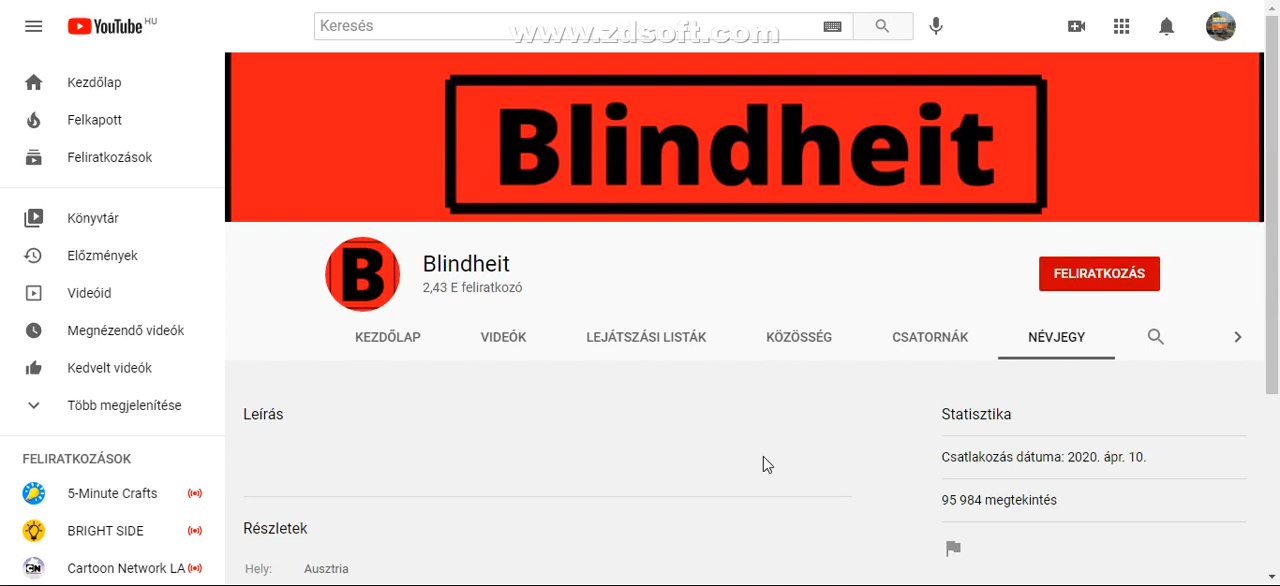 YouTube HU
Keresés
www.zdsoft.com
Kezdőlap
Felkapott
Feliratkozások
Könyvtár
Előzmények
Videóid
Megnézendő videók
Kedvelt videók
Több megjelenítése
FELIRATKOZÁSOK
5-Minute Crafts
BRIGHT SIDE
CN
Cartoon Network LA
Blindheit
B
Blindheit
2,43 E feliratkozó
FELIRATKOZÁS
KEZDŐLAP VIDEÓK LEJÁTSZÁSI LISTÁK KÖZÖSSÉG CSATORNÁK NÉVJEGY
Leírás
Részletek
Hely: Ausztria
Statisztika
Csatlakozás dátuma: 2020. ápr. 10.
95 984 megtekintés